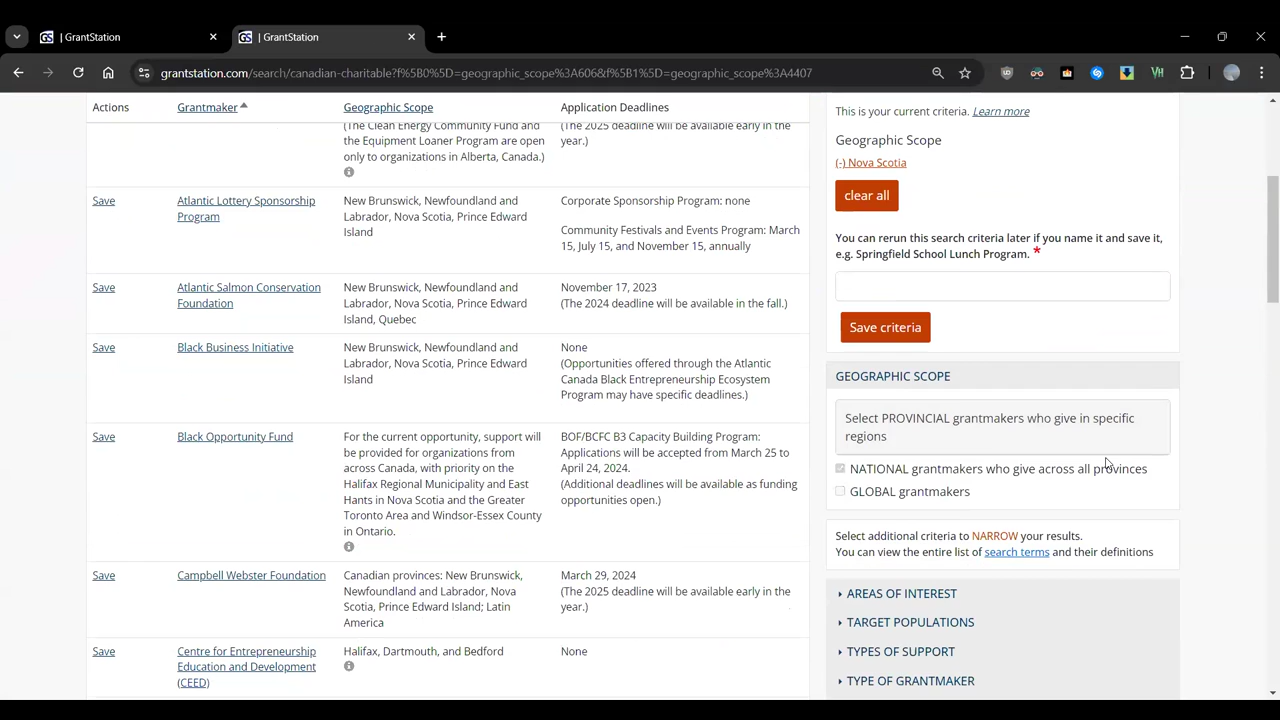 | GrantStation
| GrantStation
grantstation.com/search/canadian-charitable?f%5B0%5D=geographic_scope%3A606&f%5B1%5D=geographic_scope%3A4407
Actions
Grantmaker
Geographic Scope
Application Deadlines
(The Clean Energy Community Fund and
the Equipment Loaner Program are open
only to organizations in Alberta, Canada.)
(The 2025 deadline will be available early in the
year.)
Save
Atlantic Lottery Sponsorship
Program
New Brunswick, Newfoundland and
Labrador, Nova Scotia, Prince Edward
Island
Corporate Sponsorship Program: none
Community Festivals and Events Program: March
15, July 15, and November 15, annually
Save
Atlantic Salmon Conservation
Foundation
New Brunswick, Newfoundland and
Labrador, Nova Scotia, Prince Edward
Island, Quebec
November 17, 2023
(The 2024 deadline will be available in the fall.)
Save
Black Business Initiative
New Brunswick, Newfoundland and
Labrador, Nova Scotia, Prince Edward
Island
None
(Opportunities offered through the Atlantic
Canada Black Entrepreneurship Ecosystem
Program may have specific deadlines.)
Save
Black Opportunity Fund
For the current opportunity, support will
be provided for organizations from
across Canada, with priority on the
Halifax Regional Municipality and East
Hants in Nova Scotia and the Greater
Toronto Area and Windsor-Essex County
in Ontario.
BOF/BCFC B3 Capacity Building Program:
Applications will be accepted from March 25 to
April 24, 2024.
(Additional deadlines will be available as funding
opportunities open.)
Save
Campbell Webster Foundation
Canadian provinces: New Brunswick,
Newfoundland and Labrador, Nova
Scotia, Prince Edward Island; Latin
America
March 29, 2024
(The 2025 deadline will be available early in the
year.)
Save
Centre for Entrepreneurship
Education and Development
(CEED)
Halifax, Dartmouth, and Bedford
None
This is your current criteria. Learn more
Geographic Scope
(-) Nova Scotia
clear all
You can rerun this search criteria later if you name it and save it,
e.g. Springfield School Lunch Program. *
Save criteria
GEOGRAPHIC SCOPE
Select PROVINCIAL grantmakers who give in specific
regions
NATIONAL grantmakers who give across all provinces
GLOBAL grantmakers
Select additional criteria to NARROW your results.
You can view the entire list of search terms and their definitions
AREAS OF INTEREST
TARGET POPULATIONS
TYPES OF SUPPORT
TYPE OF GRANTMAKER